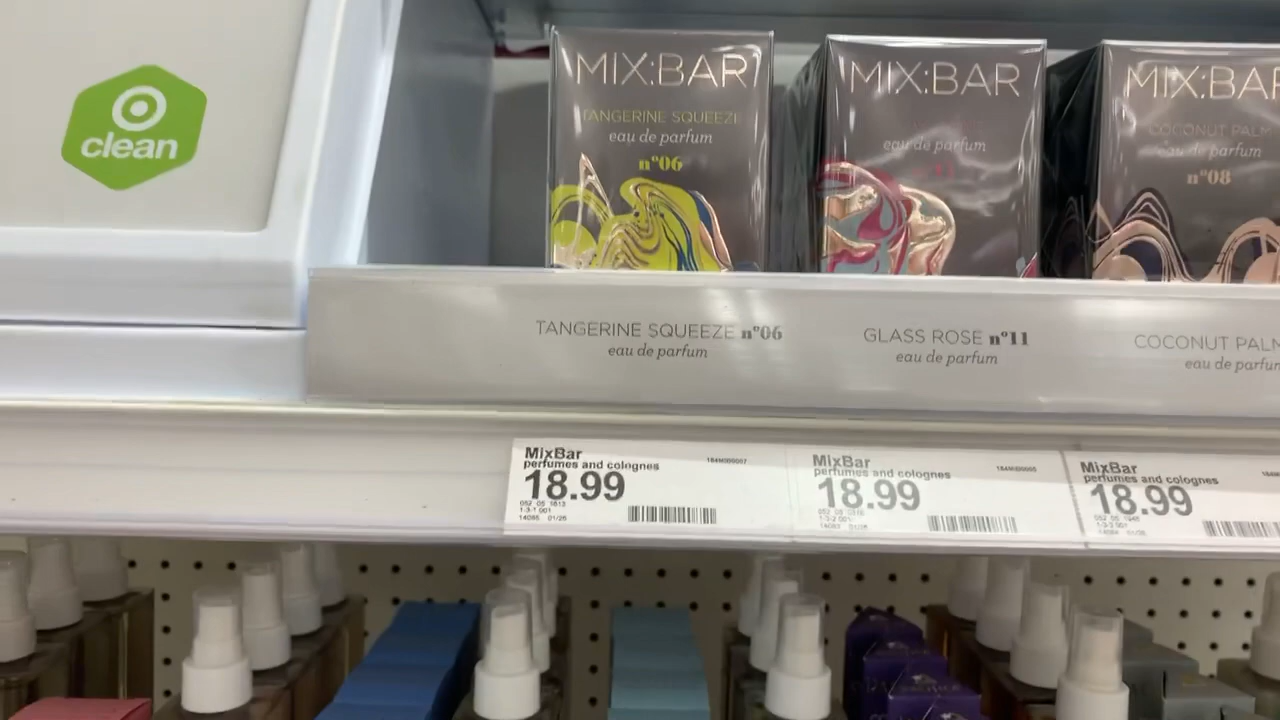 clean
MIX:BAR
TANGERINE SQUEEZE
eau de parfum
nº06
MIX:BAR
eau de parfum
MIX:BAR
COCONUT PALM
eau de parfum
nº08
TANGERINE SQUEEZE nº06
eau de parfum
GLASS ROSE nº11
eau de parfum
COCONUT PALM
eau de parfum
MixBar
perfumes and colognes
18.99
MixBar
perfumes and colognes
18.99
MixBar
perfumes and colognes
18.99